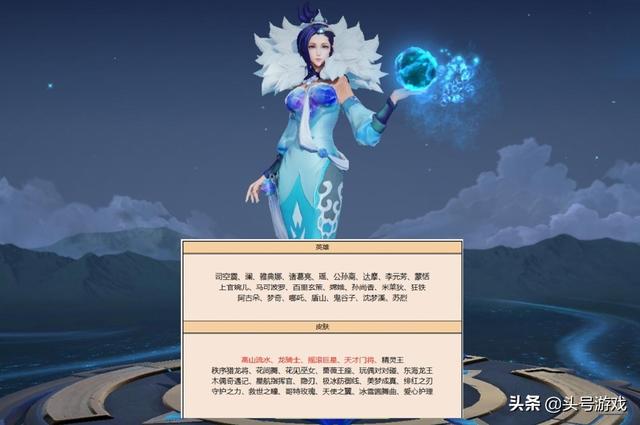 英雄
司空震、澜、雅典娜、诸葛亮、瑶、公孙离、达摩、李元芳、蒙恬
上官婉儿、马可波罗、百里玄策、嫦娥、孙尚香、米莱狄、狂铁
阿古朵、梦奇、哪吒、盾山、鬼谷子、沈梦溪、苏烈
皮肤
高山流水、龙骑士、摇滚巨星、天才门将、精灵王
秩序猎龙将、花间舞、花见巫女、蔷薇王座、玩偶对对碰、东海龙王
木偶奇遇记、星航指挥官、隐刃、极冰防御线、美梦成真、绯红之刃
守护之力、救世之瞳、哥特玫瑰、天使之翼、冰雪圆舞曲、爱心护理
头条 @头号游戏